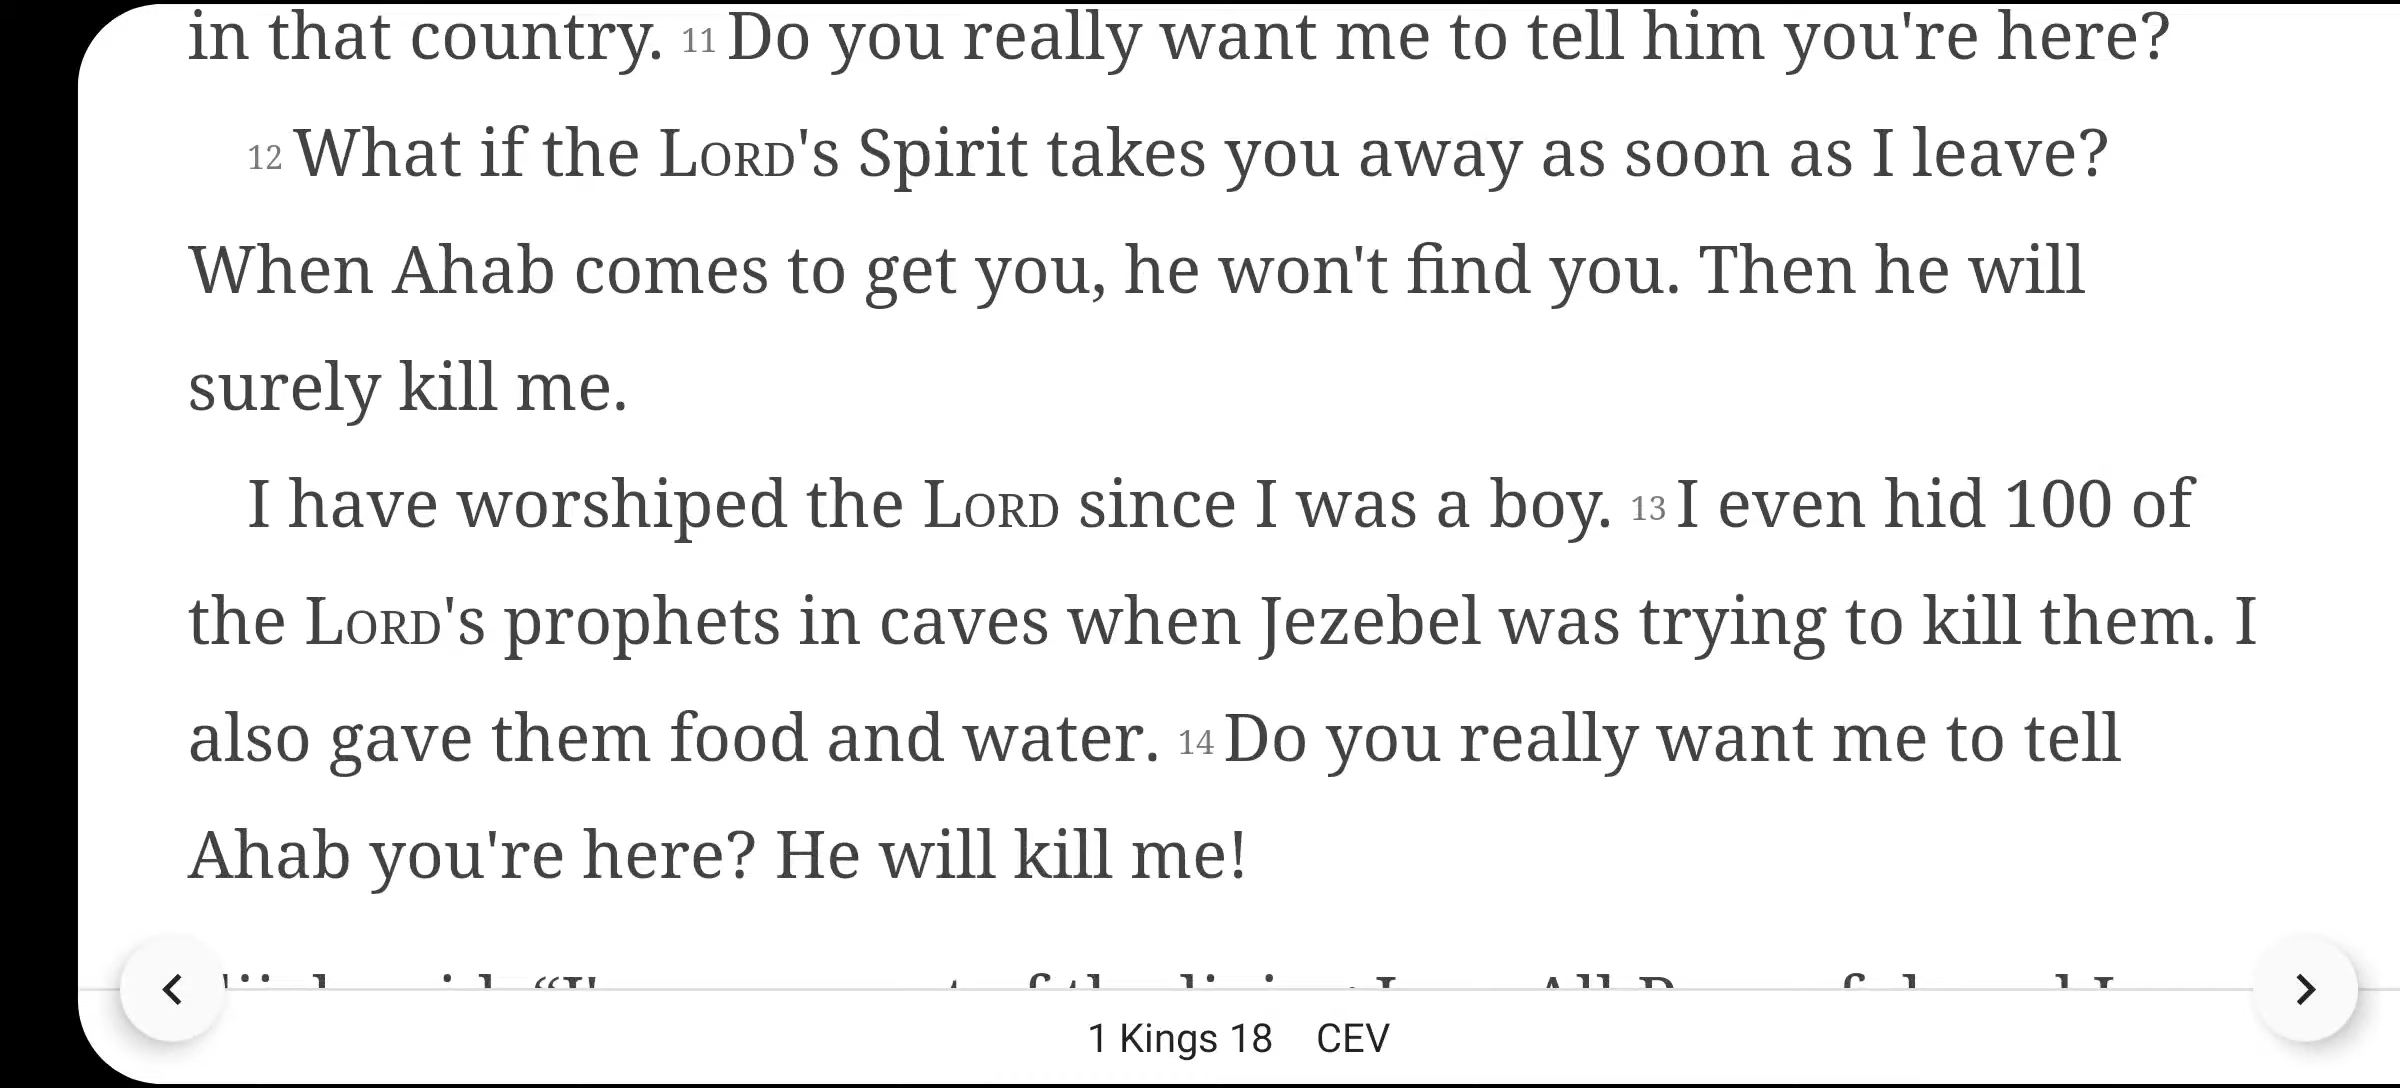 in that country. 11 Do you really want me to tell him you're here?
12 What if the LORD's Spirit takes you away as soon as I leave?
When Ahab comes to get you, he won't find you. Then he will
surely kill me.
I have worshiped the LORD since I was a boy. 13 I even hid 100 of
the LORD's prophets in caves when Jezebel was trying to kill them. I
also gave them food and water. 14 Do you really want me to tell
Ahab you're here? He will kill me!
1 Kings 18 CEV